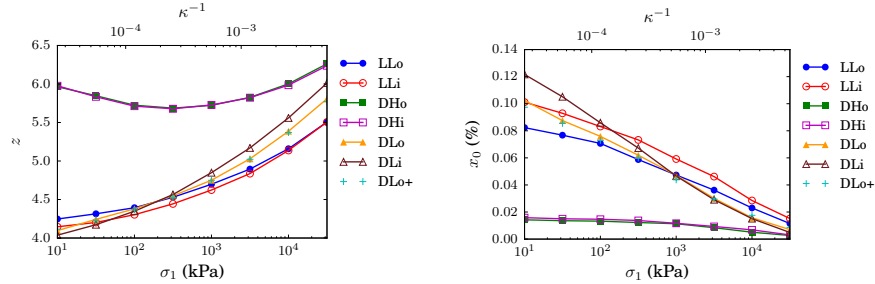 κ⁻¹
10⁻⁴ 10⁻³
6.5
6.0
5.5
5.0
4.5
4.0
z
10¹ 10² 10³ 10⁴
σ₁ (kPa)
LLo
LLi
DHo
DHi
DLo
DLi
DLo+
κ⁻¹
10⁻⁴ 10⁻³
0.14
0.12
0.10
0.08
0.06
0.04
0.02
0.00
x₀ (%)
10¹ 10² 10³ 10⁴
σ₁ (kPa)
LLo
LLi
DHo
DHi
DLo
DLi
DLo+